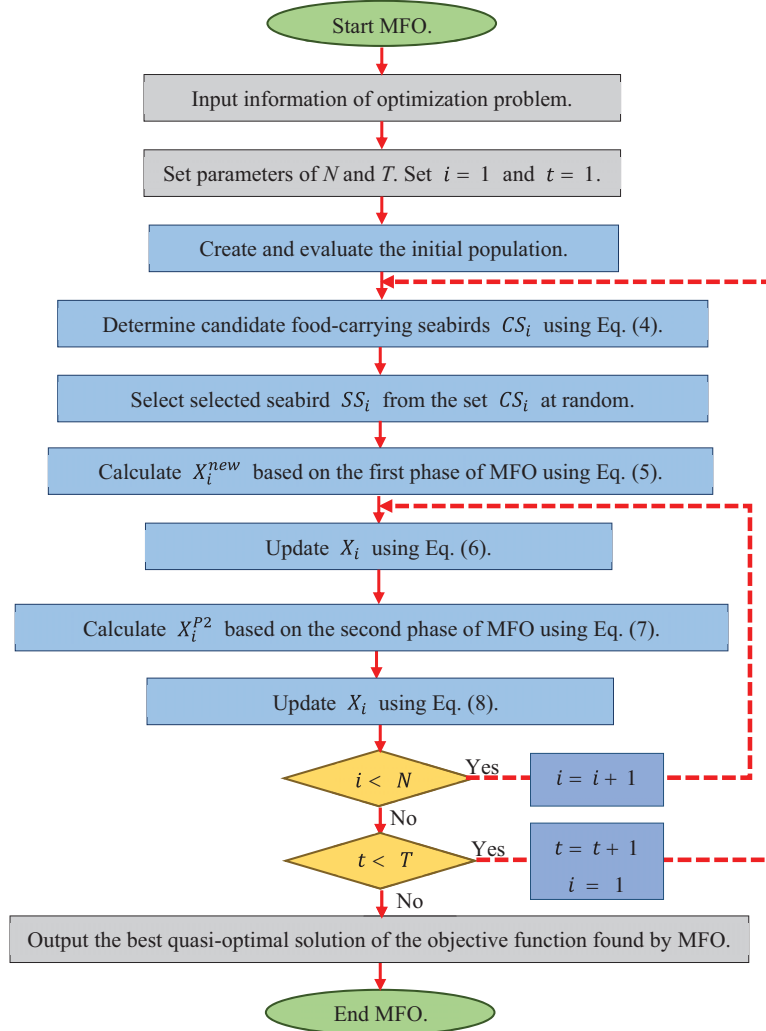 Start MFO.
Input information of optimization problem.
Set parameters of N and T. Set i = 1 and t = 1.
Create and evaluate the initial population.
Determine candidate food-carrying seabirds CS_i using Eq. (4).
Select selected seabird SS_i from the set CS_i at random.
Calculate X_i^{new} based on the first phase of MFO using Eq. (5).
Update X_i using Eq. (6).
Calculate X_i^{P2} based on the second phase of MFO using Eq. (7).
Update X_i using Eq. (8).
i < N
Yes
i = i + 1
No
t < T
Yes
t = t + 1
i = 1
No
Output the best quasi-optimal solution of the objective function found by MFO.
End MFO.